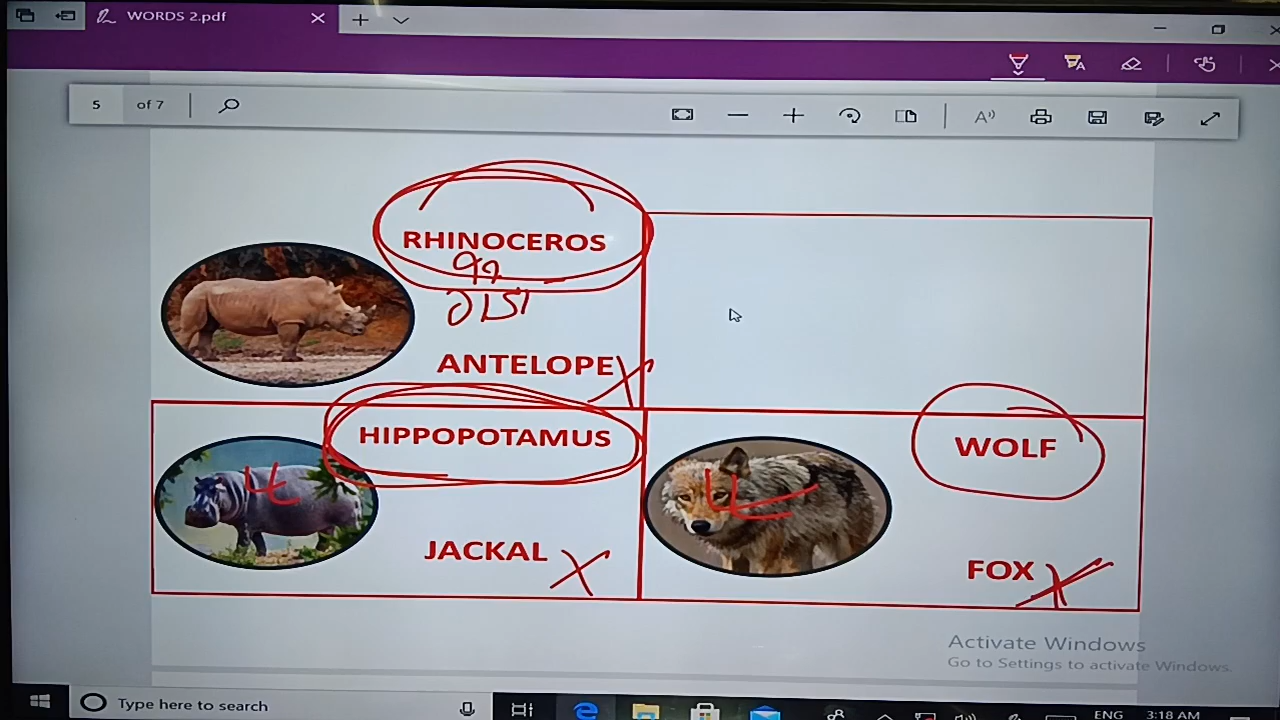 WORDS 2.pdf
5 of 7
RHINOCEROS
ANTELOPE
HIPPOPOTAMUS
WOLF
JACKAL
FOX
Activate Windows
Go to Settings to activate Windows.
Type here to search
ENG 3:18 AM